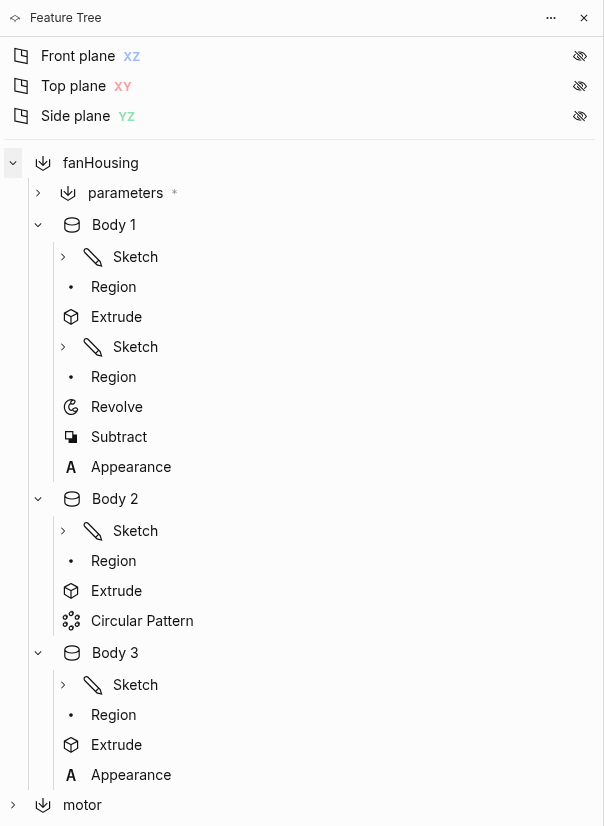 Feature Tree
Front plane XZ
Top plane XY
Side plane YZ
fanHousing
parameters *
Body 1
Sketch
Region
Extrude
Sketch
Region
Revolve
Subtract
A Appearance
Body 2
Sketch
Region
Extrude
Circular Pattern
Body 3
Sketch
Region
Extrude
A Appearance
motor